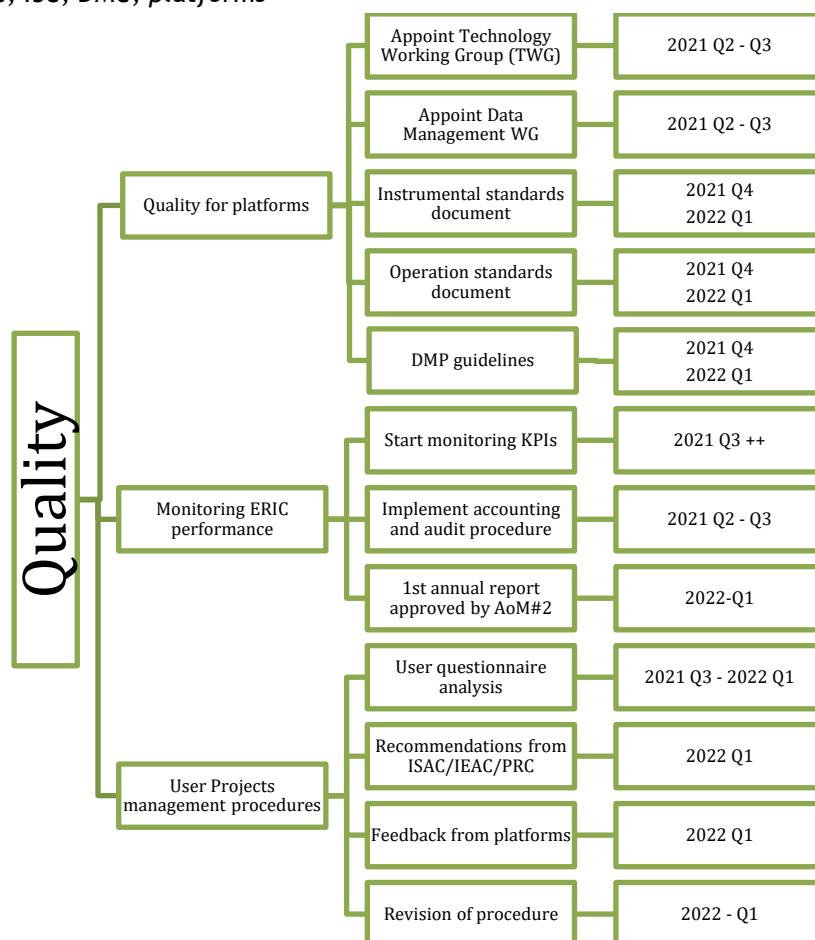 platforms
Appoint Technology
Working Group (TWG)
2021 Q2 - Q3
Appoint Data
Management WG
2021 Q2 - Q3
Quality for platforms
Instrumental standards
document
2021 Q4
2022 Q1
Operation standards
document
2021 Q4
2022 Q1
DMP guidelines
2021 Q4
2022 Q1
Quality
Start monitoring KPIs
2021 Q3 ++
Monitoring ERIC
performance
Implement accounting
and audit procedure
2021 Q2 - Q3
1st annual report
approved by AoM#2
2022-Q1
User questionnaire
analysis
2021 Q3 - 2022 Q1
User Projects
management procedures
Recommendations from
ISAC/IEAC/PRC
2022 Q1
Feedback from platforms
2022 Q1
Revision of procedure
2022 - Q1